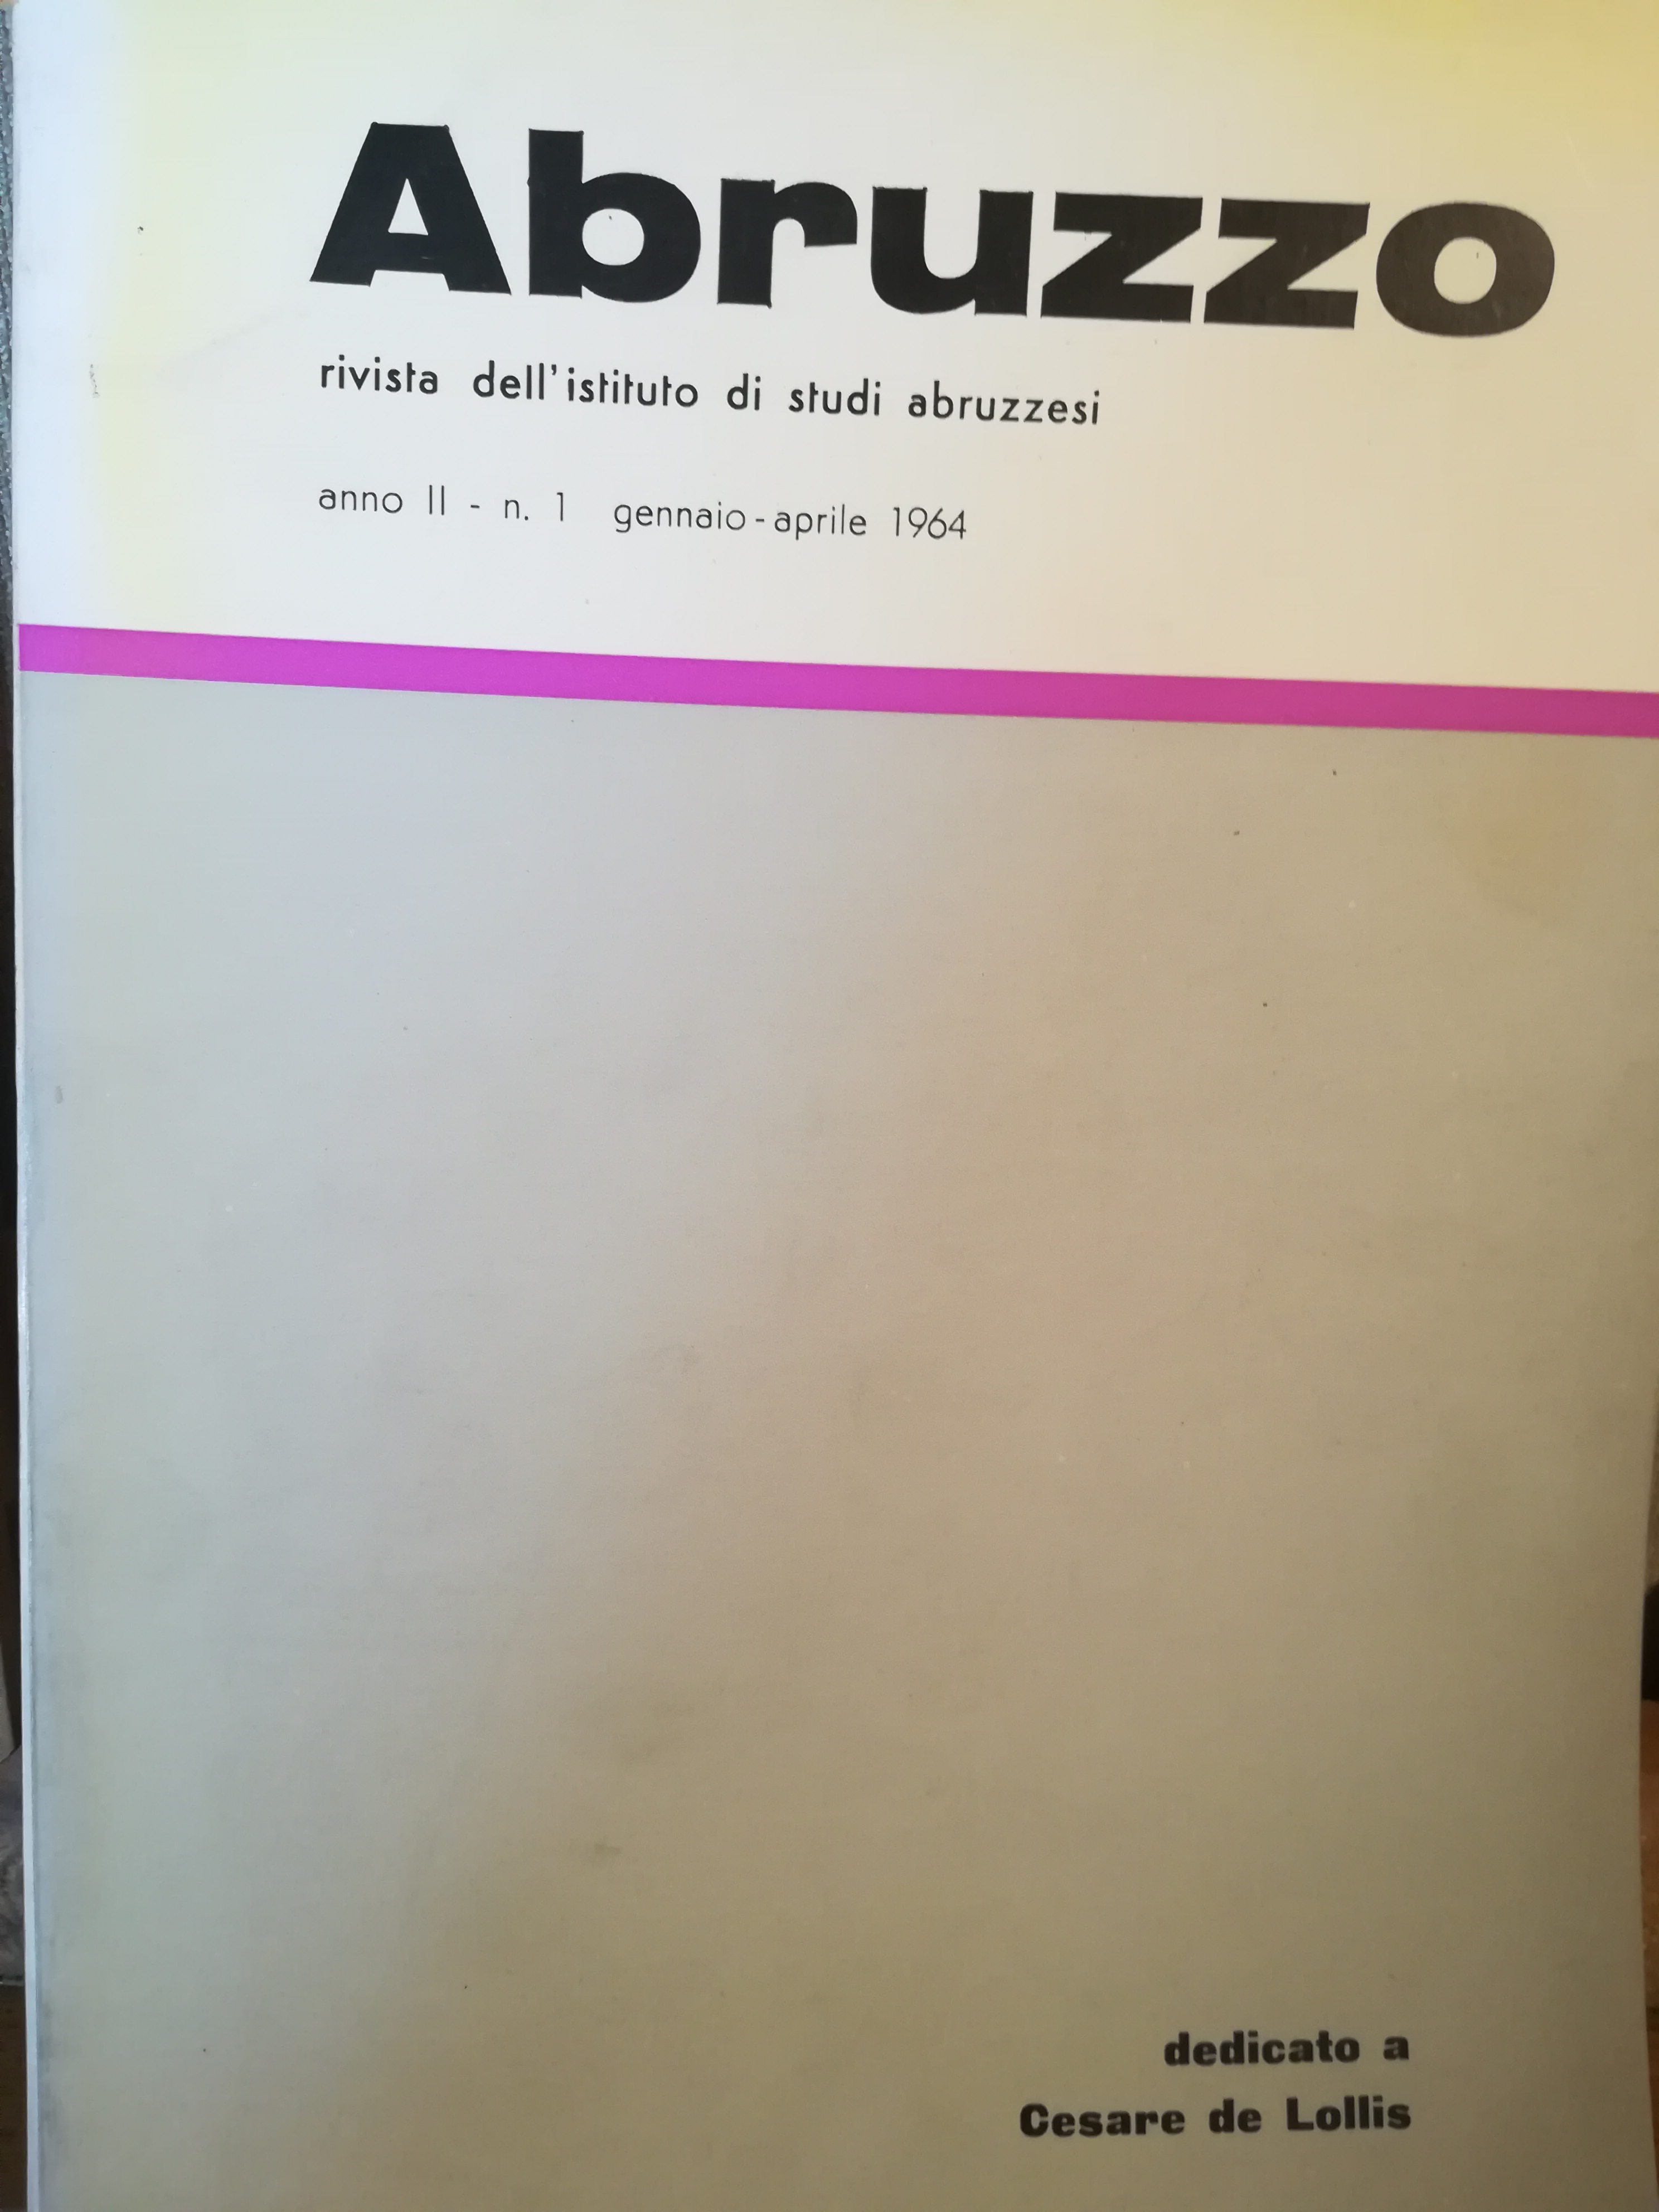 Abruzzo
rivista dell'istituto di studi abruzzesi
anno II - n. 1 gennaio - aprile 1964
dedicato a
Cesare de Lollis